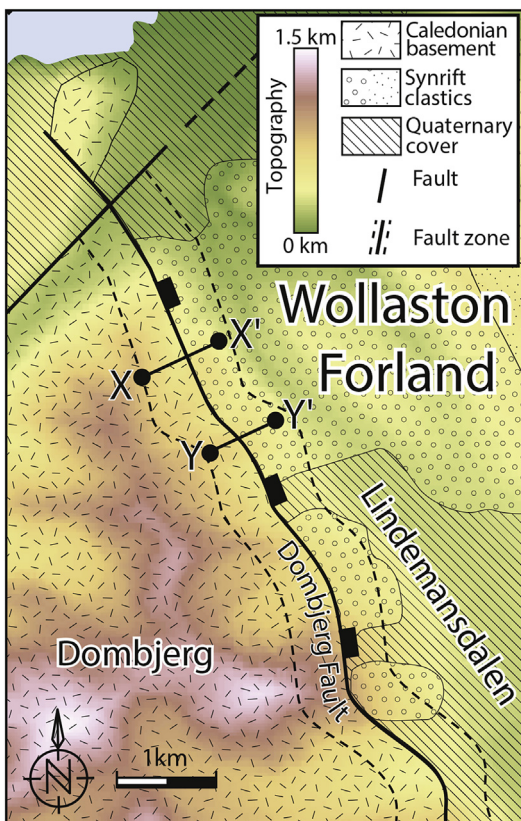 1.5 km
Topography
0 km
Caledonian
basement
Synrift
clastics
Quaternary
cover
Fault
Fault zone
Wollaston
Forland
X
X'
Y
Y'
Lindemansdalen
Dombjerg Fault
Dombjerg
1km
N